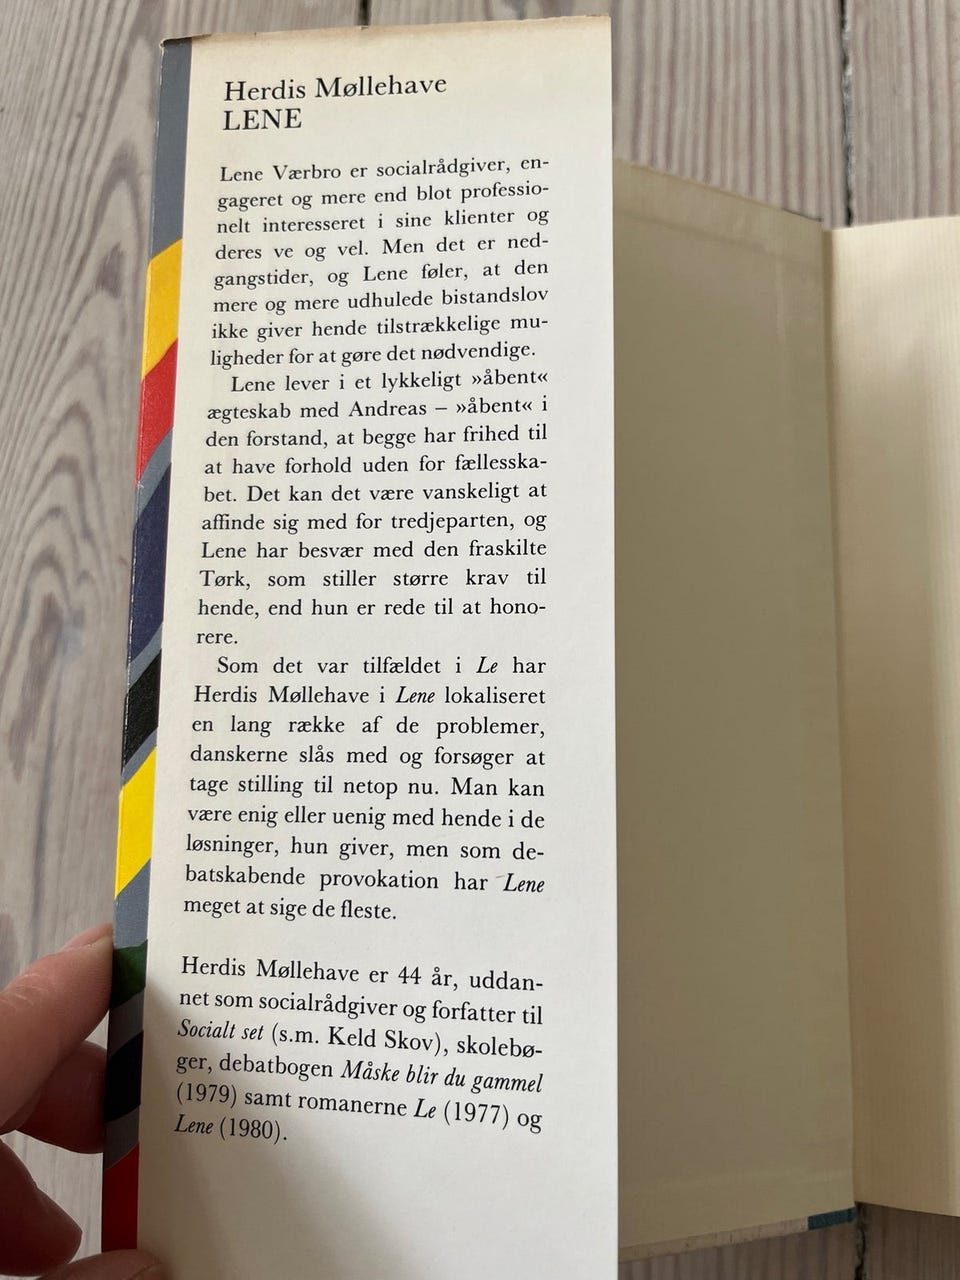 Herdis Møllehave
LENE
Lene Værbro er socialrådgiver, en-
gageret og mere end blot professio-
nelt interesseret i sine klienter og
deres ve og vel. Men det er ned-
gangstider, og Lene føler, at den
mere og mere udhulede bistandslov
ikke giver hende tilstrækkelige mu-
ligheder for at gøre det nødvendige.
Lene lever i et lykkeligt »åbent«
ægteskab med Andreas – »åbent« i
den forstand, at begge har frihed til
at have forhold uden for fællesska-
bet. Det kan det være vanskeligt at
affinde sig med for tredjeparten, og
Lene har besvær med den fraskilte
Tørk, som stiller større krav til
hende, end hun er rede til at hono-
rere.
Som det var tilfældet i Le har
Herdis Møllehave i Lene lokaliseret
en lang række af de problemer,
danskerne slås med og forsøger at
tage stilling til netop nu. Man kan
være enig eller uenig med hende i de
løsninger, hun giver, men som de-
batskabende provokation har Lene
meget at sige de fleste.
Herdis Møllehave er 44 år, uddan-
net som socialrådgiver og forfatter til
Socialt set (s.m. Keld Skov), skolebø-
ger, debatbogen Måske blir du gammel
(1979) samt romanerne Le (1977) og
Lene (1980).